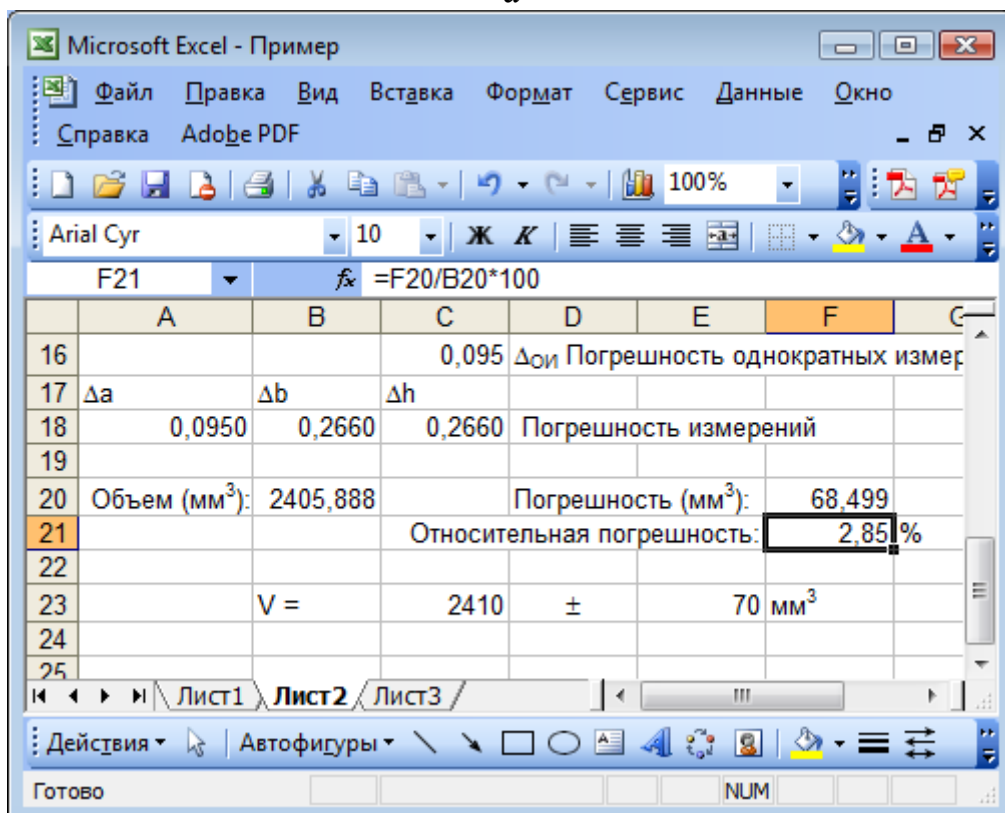 Microsoft Excel - Пример
Файл Правка Вид Вставка Формат Сервис Данные Окно
Справка Adobe PDF
100%
Arial Cyr 10 Ж К
F21 fx =F20/B20*100
A B C D E F
16 0,095 ΔОИ Погрешность однократных измер
17 Δa Δb Δh
18 0,0950 0,2660 0,2660 Погрешность измерений
19
20 Объем (мм³): 2405,888 Погрешность (мм³): 68,499
21 Относительная погрешность: 2,85 %
22
23 V = 2410 ± 70 мм³
24
25
Лист1 Лист2 Лист3
Действия Автофигуры
Готово NUM